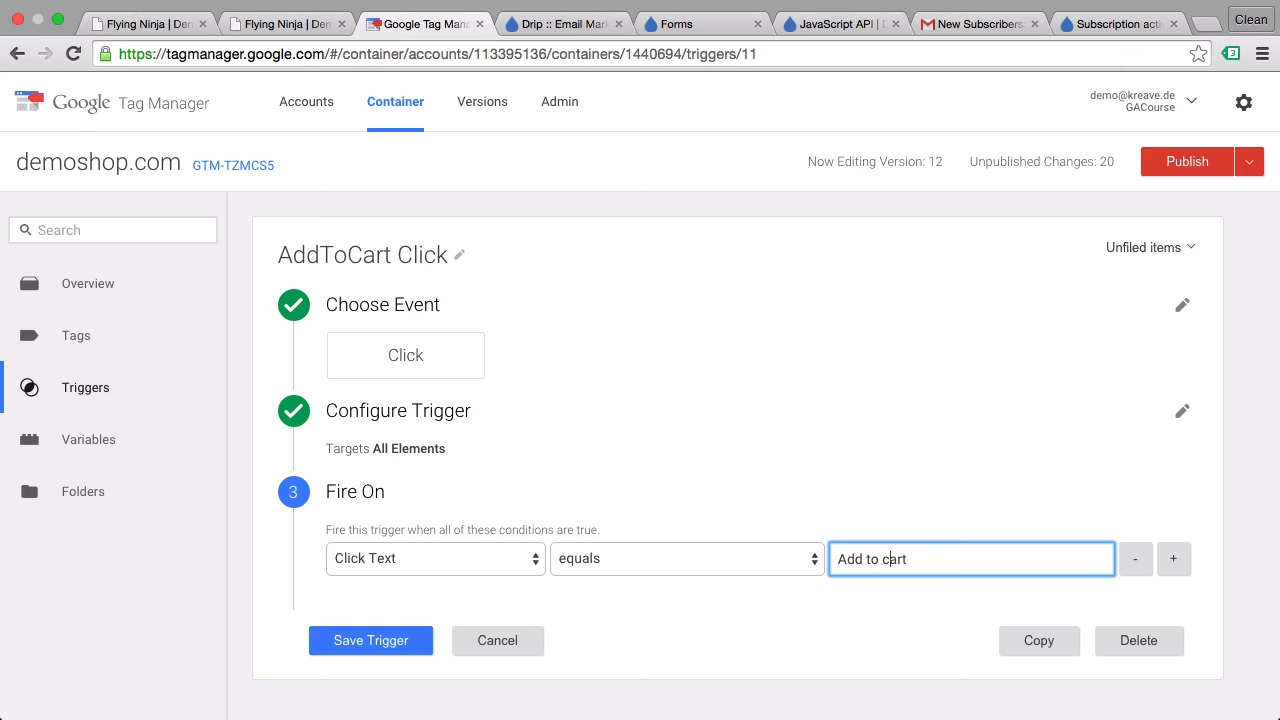 Flying Ninja | Den
Flying Ninja | Den
Google Tag Mana
Drip :: Email Mark
Forms
JavaScript API | D
New Subscribers
Subscription acti
Clean
https://tagmanager.google.com/#/container/accounts/113395136/containers/1440694/triggers/11
3
Google Tag Manager
Accounts
Container
Versions
Admin
demo@kreave.de
GACourse
demoshop.com GTM-TZMCS5
Now Editing Version: 12
Unpublished Changes: 20
Publish
Search
Overview
Tags
Triggers
Variables
Folders
AddToCart Click
Unfiled items
Choose Event
Click
Configure Trigger
Targets All Elements
3 Fire On
Fire this trigger when all of these conditions are true.
Click Text equals Add to cart - +
Save Trigger Cancel Copy Delete